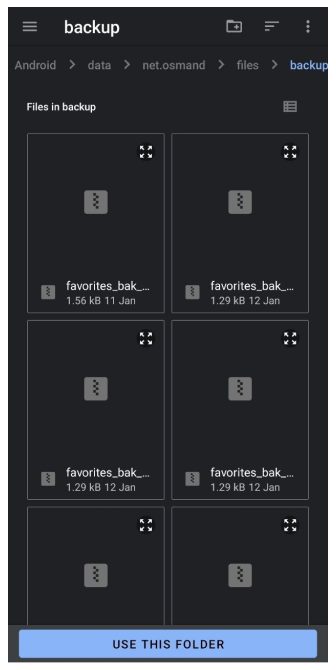 backup
Android > data > net.osmand > files > backup
Files in backup
favorites_bak_...
1.56 kB 11 Jan
favorites_bak_...
1.29 kB 12 Jan
favorites_bak_...
1.29 kB 12 Jan
favorites_bak_...
1.29 kB 12 Jan
USE THIS FOLDER